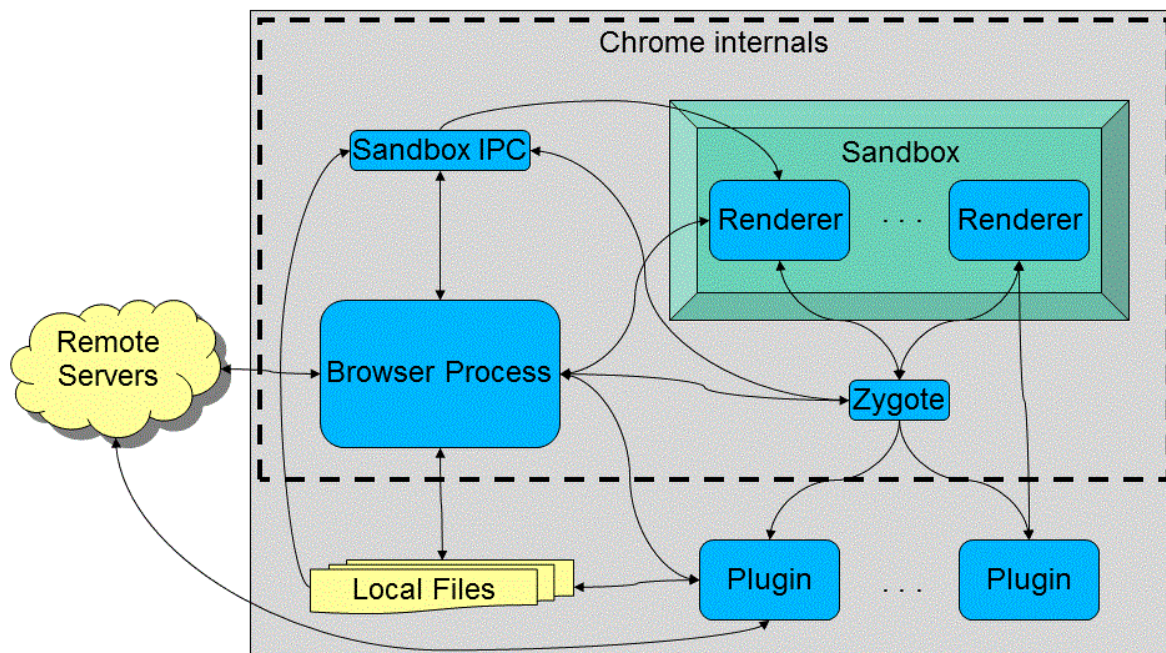 Chrome internals
Sandbox IPC
Sandbox
Renderer
. . .
Renderer
Remote
Servers
Browser Process
Zygote
Local Files
Plugin
. . .
Plugin